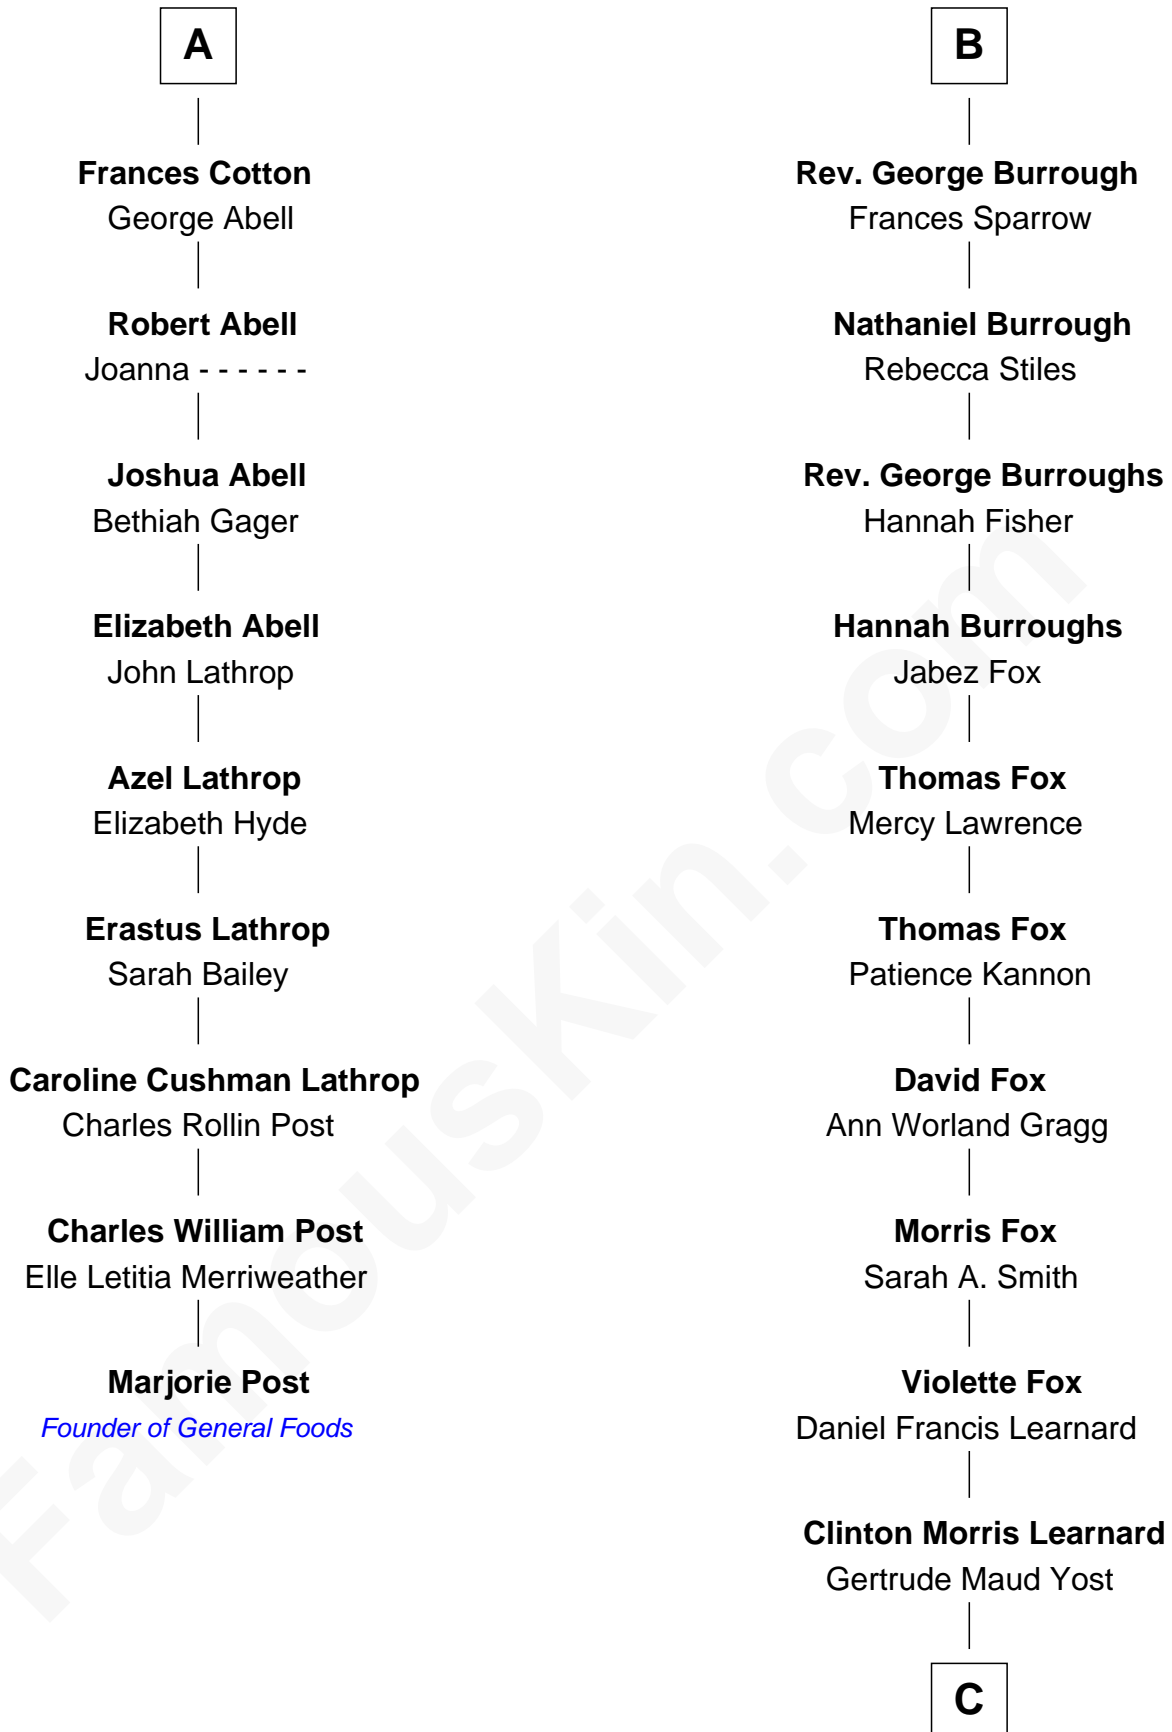 A
Frances Cotton
George Abell
Robert Abell
Joanna - - - - - -
Joshua Abell
Bethiah Gager
Elizabeth Abell
John Lathrop
Azel Lathrop
Elizabeth Hyde
Erastus Lathrop
Sarah Bailey
Caroline Cushman Lathrop
Charles Rollin Post
Charles William Post
Elle Letitia Merriweather
Marjorie Post
Founder of General Foods
B
Rev. George Burrough
Frances Sparrow
Nathaniel Burrough
Rebecca Stiles
Rev. George Burroughs
Hannah Fisher
Hannah Burroughs
Jabez Fox
Thomas Fox
Mercy Lawrence
Thomas Fox
Patience Kannon
David Fox
Ann Worland Gragg
Morris Fox
Sarah A. Smith
Violette Fox
Daniel Francis Learnard
Clinton Morris Learnard
Gertrude Maud Yost
C
FamousKin.com